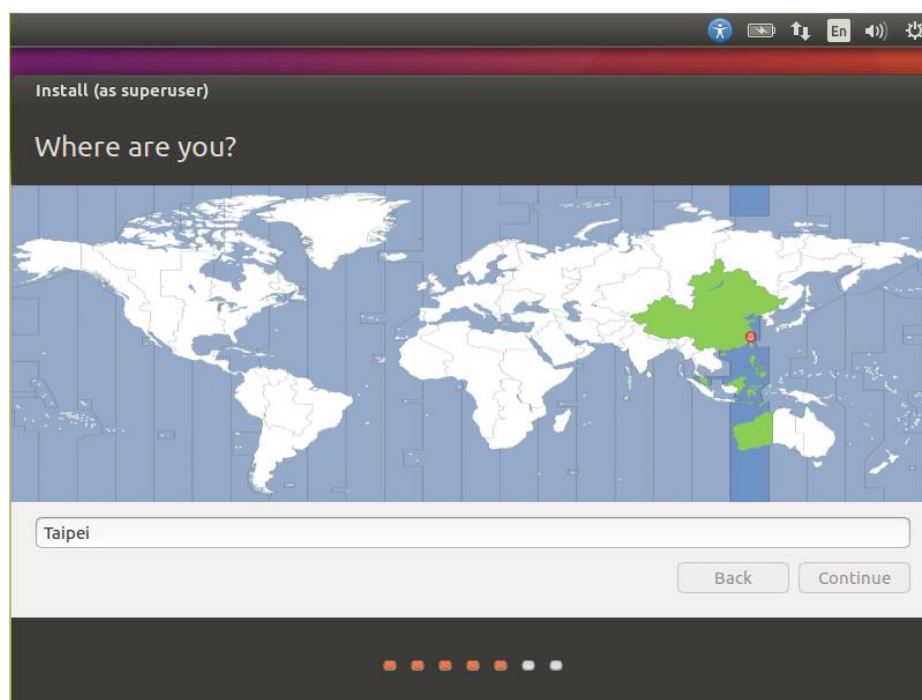 En
Install (as superuser)
Where are you?
Taipei
Back Continue